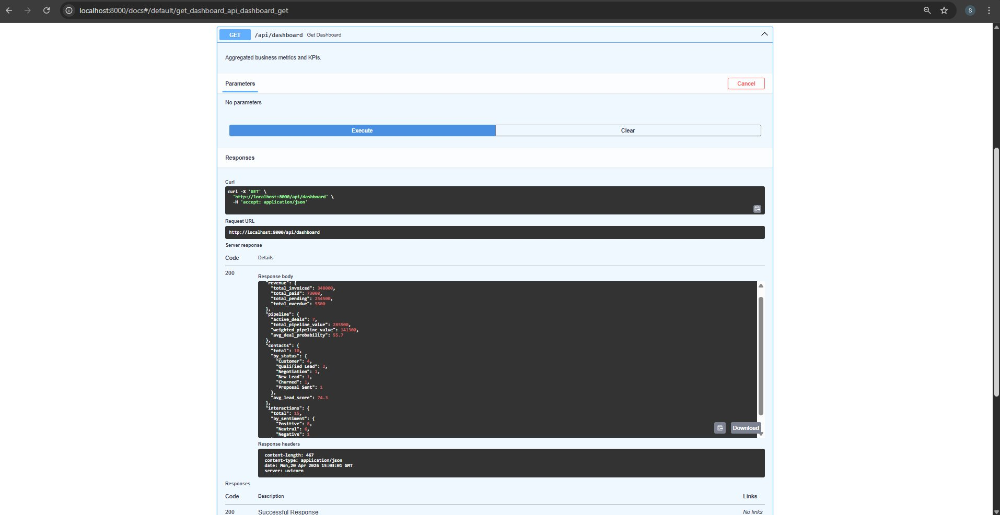 localhost:8000/docs#/default/get_dashboard_api_dashboard_get
S
GET /api/dashboard Get Dashboard
Aggregated business metrics and KPIs.
Parameters Cancel
No parameters
Execute Clear
Responses
Curl
curl -X 'GET' \
'http://localhost:8000/api/dashboard' \
-H 'accept: application/json'
Request URL
http://localhost:8000/api/dashboard
Server response
Code Details
200
Response body
"revenue": {
"total_invoiced": 348000,
"total_paid": 73000,
"total_pending": 254500,
"total_overdue": 5500
},
"pipeline": {
"active_deals": 7,
"total_pipeline_value": 285500,
"weighted_pipeline_value": 141300,
"avg_deal_probability": 55.7
},
"contacts": {
"total": 10,
"by_status": {
"Customer": 4,
"Qualified Lead": 2,
"Negotiation": 1,
"New Lead": 1,
"Churned": 1,
"Proposal Sent": 1
},
"avg_lead_score": 74.3
},
"interactions": {
"total": 15,
"by_sentiment": {
"Positive": 8,
"Neutral": 6,
"Negative": 1
Download
Response headers
content-length: 467
content-type: application/json
date: Mon,20 Apr 2026 15:03:01 GMT
server: uvicorn
Responses
Code Description Links
200 Successful Response No links